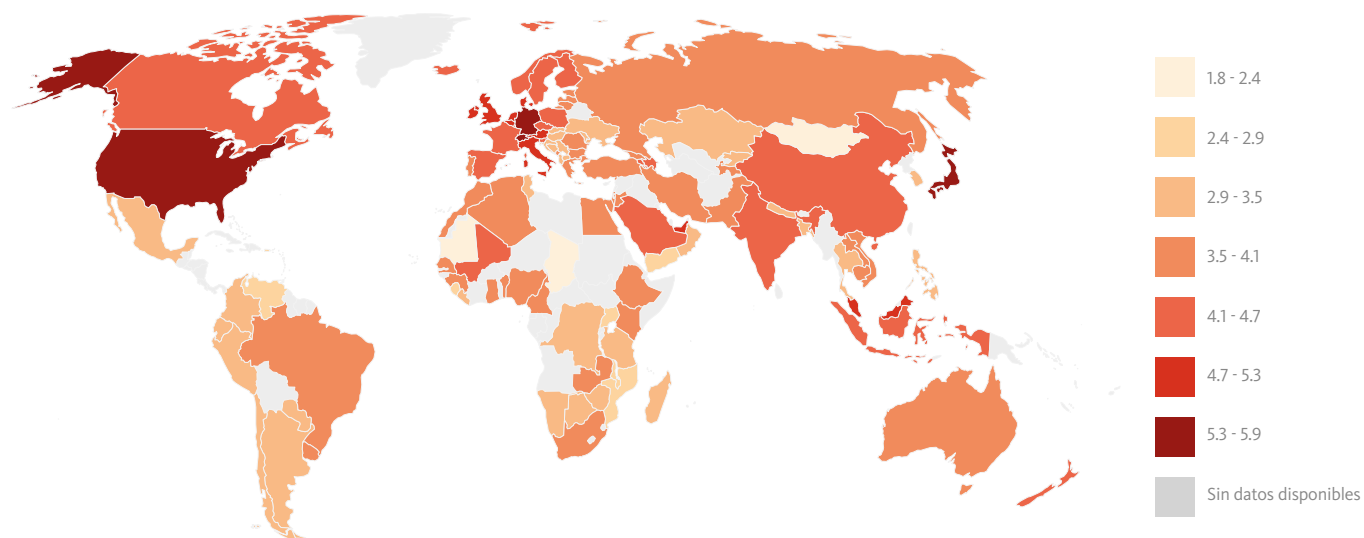 1.8 - 2.4
2.4 - 2.9
2.9 - 3.5
3.5 - 4.1
4.1 - 4.7
4.7 - 5.3
5.3 - 5.9
Sin datos disponibles